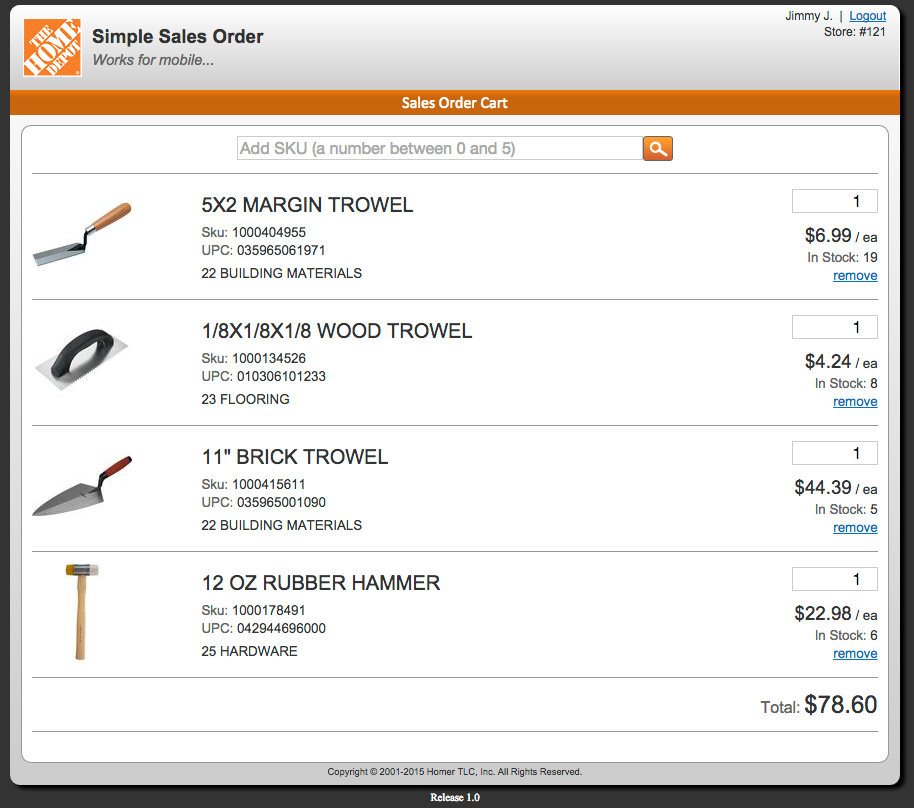 THE HOME DEPOT
Simple Sales Order
Works for mobile...
Jimmy J. | Logout
Store: #121
Sales Order Cart
Add SKU (a number between 0 and 5)
5X2 MARGIN TROWEL
Sku: 1000404955
UPC: 035965061971
22 BUILDING MATERIALS
1
$6.99 / ea
In Stock: 19
remove
1/8X1/8X1/8 WOOD TROWEL
Sku: 1000134526
UPC: 010306101233
23 FLOORING
1
$4.24 / ea
In Stock: 8
remove
11" BRICK TROWEL
Sku: 1000415611
UPC: 035965001090
22 BUILDING MATERIALS
1
$44.39 / ea
In Stock: 5
remove
12 OZ RUBBER HAMMER
Sku: 1000178491
UPC: 042944696000
25 HARDWARE
1
$22.98 / ea
In Stock: 6
remove
Total: $78.60
Copyright © 2001-2015 Homer TLC, Inc. All Rights Reserved.
Release 1.0